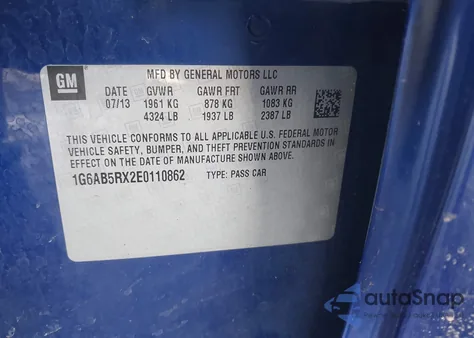 GM
MFD BY GENERAL MOTORS LLC
DATE GVWR GAWR FRT GAWR RR
07/13 1961 KG 878 KG 1083 KG
4324 LB 1937 LB 2387 LB
THIS VEHICLE CONFORMS TO ALL APPLICABLE U.S. FEDERAL MOTOR
VEHICLE SAFETY, BUMPER, AND THEFT PREVENTION STANDARDS IN
EFFECT ON THE DATE OF MANUFACTURE SHOWN ABOVE.
1G6AB5RX2E0110862 TYPE: PASS CAR
autoSnap